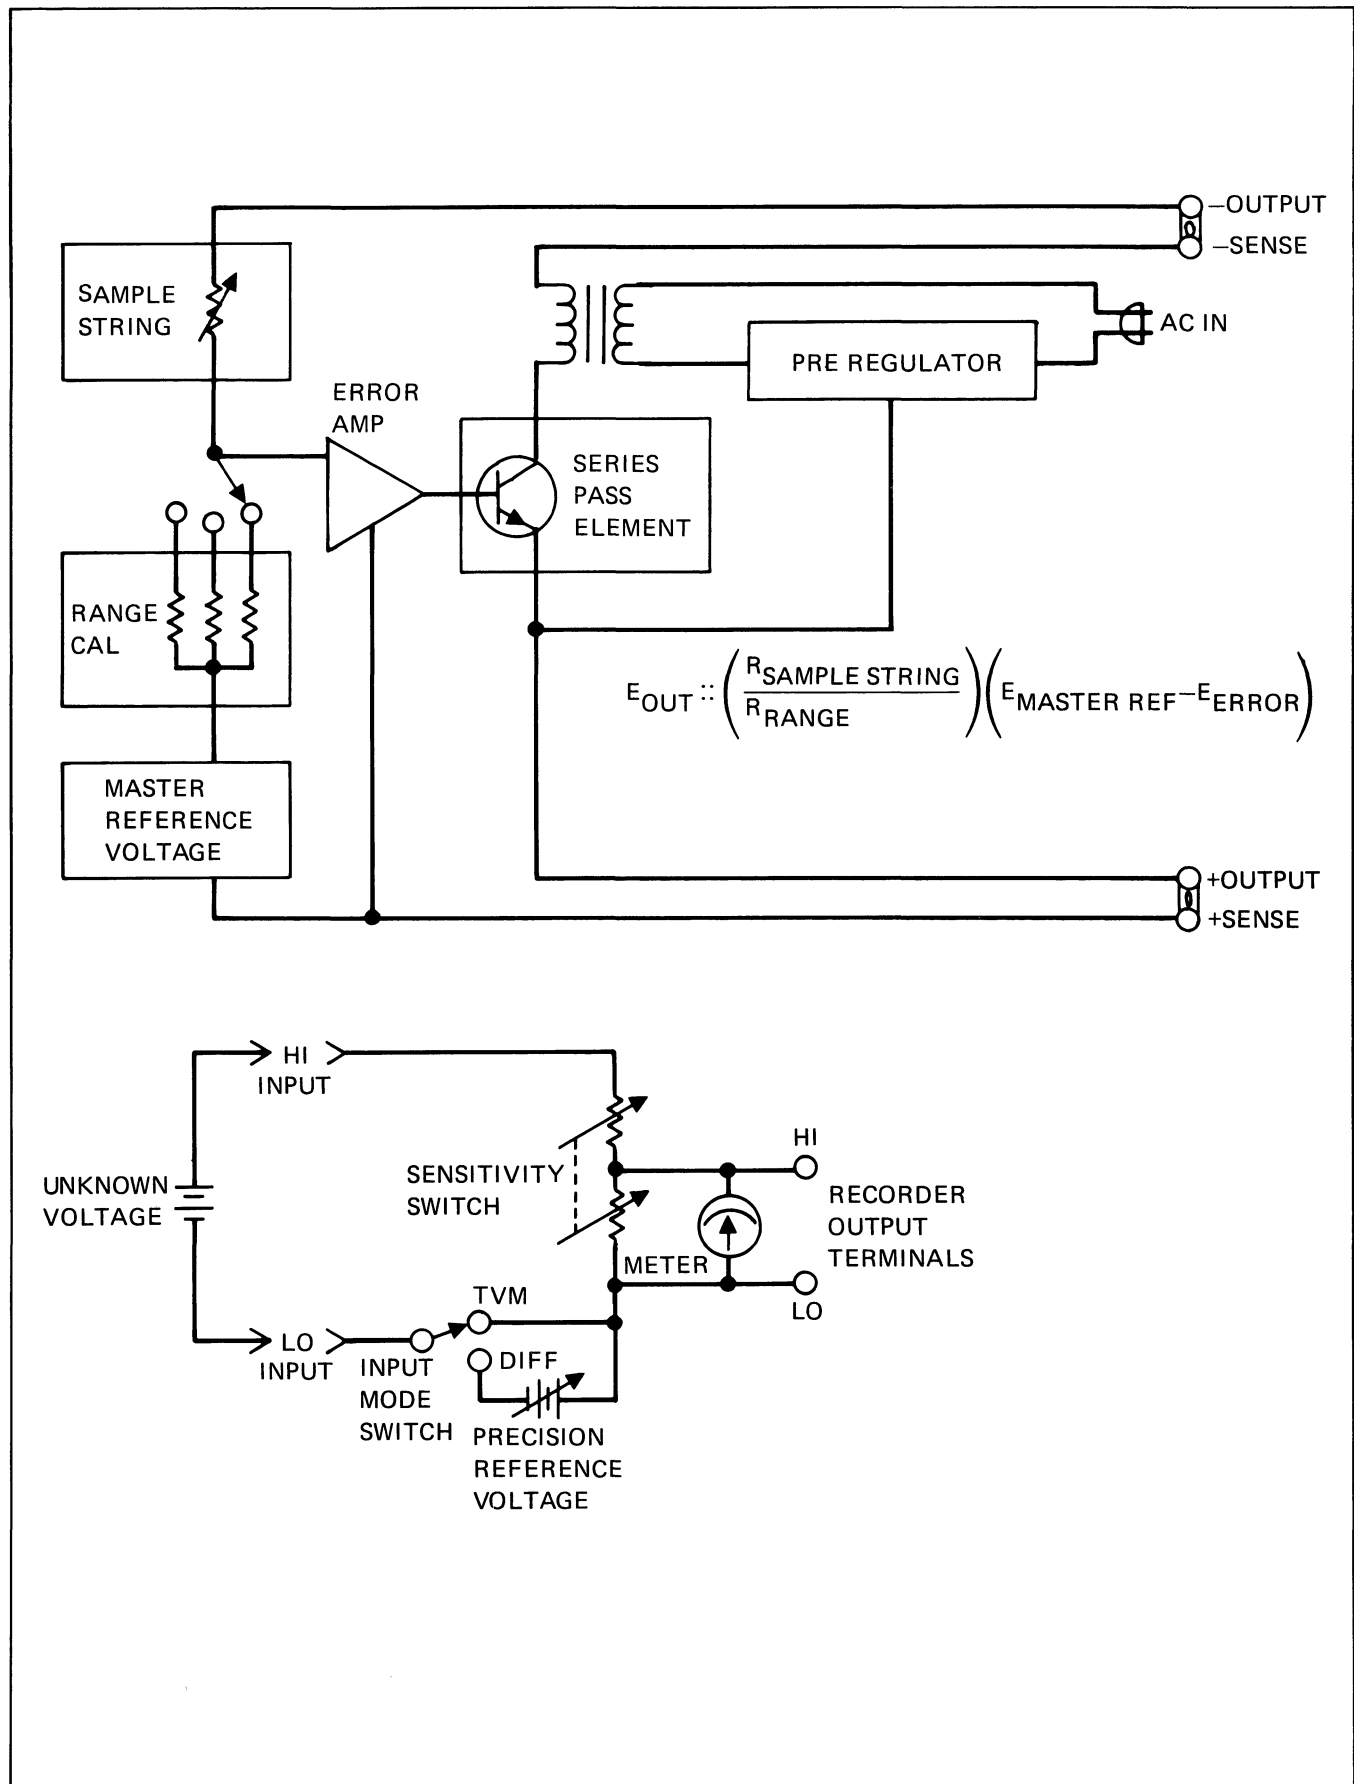 –OUTPUT
–SENSE
SAMPLE
STRING
AC IN
PRE REGULATOR
ERROR
AMP
SERIES
PASS
ELEMENT
RANGE
CAL
E_OUT :: (R_SAMPLE STRING / R_RANGE) (E_MASTER REF – E_ERROR)
MASTER
REFERENCE
VOLTAGE
+OUTPUT
+SENSE
HI
INPUT
UNKNOWN
VOLTAGE
SENSITIVITY
SWITCH
HI
RECORDER
OUTPUT
TERMINALS
METER
LO
TVM
LO
INPUT
INPUT
MODE
SWITCH
DIFF
PRECISION
REFERENCE
VOLTAGE